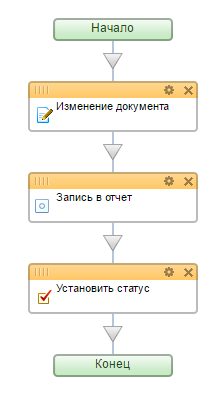 Начало
Изменение документа
Запись в отчет
Установить статус
Конец